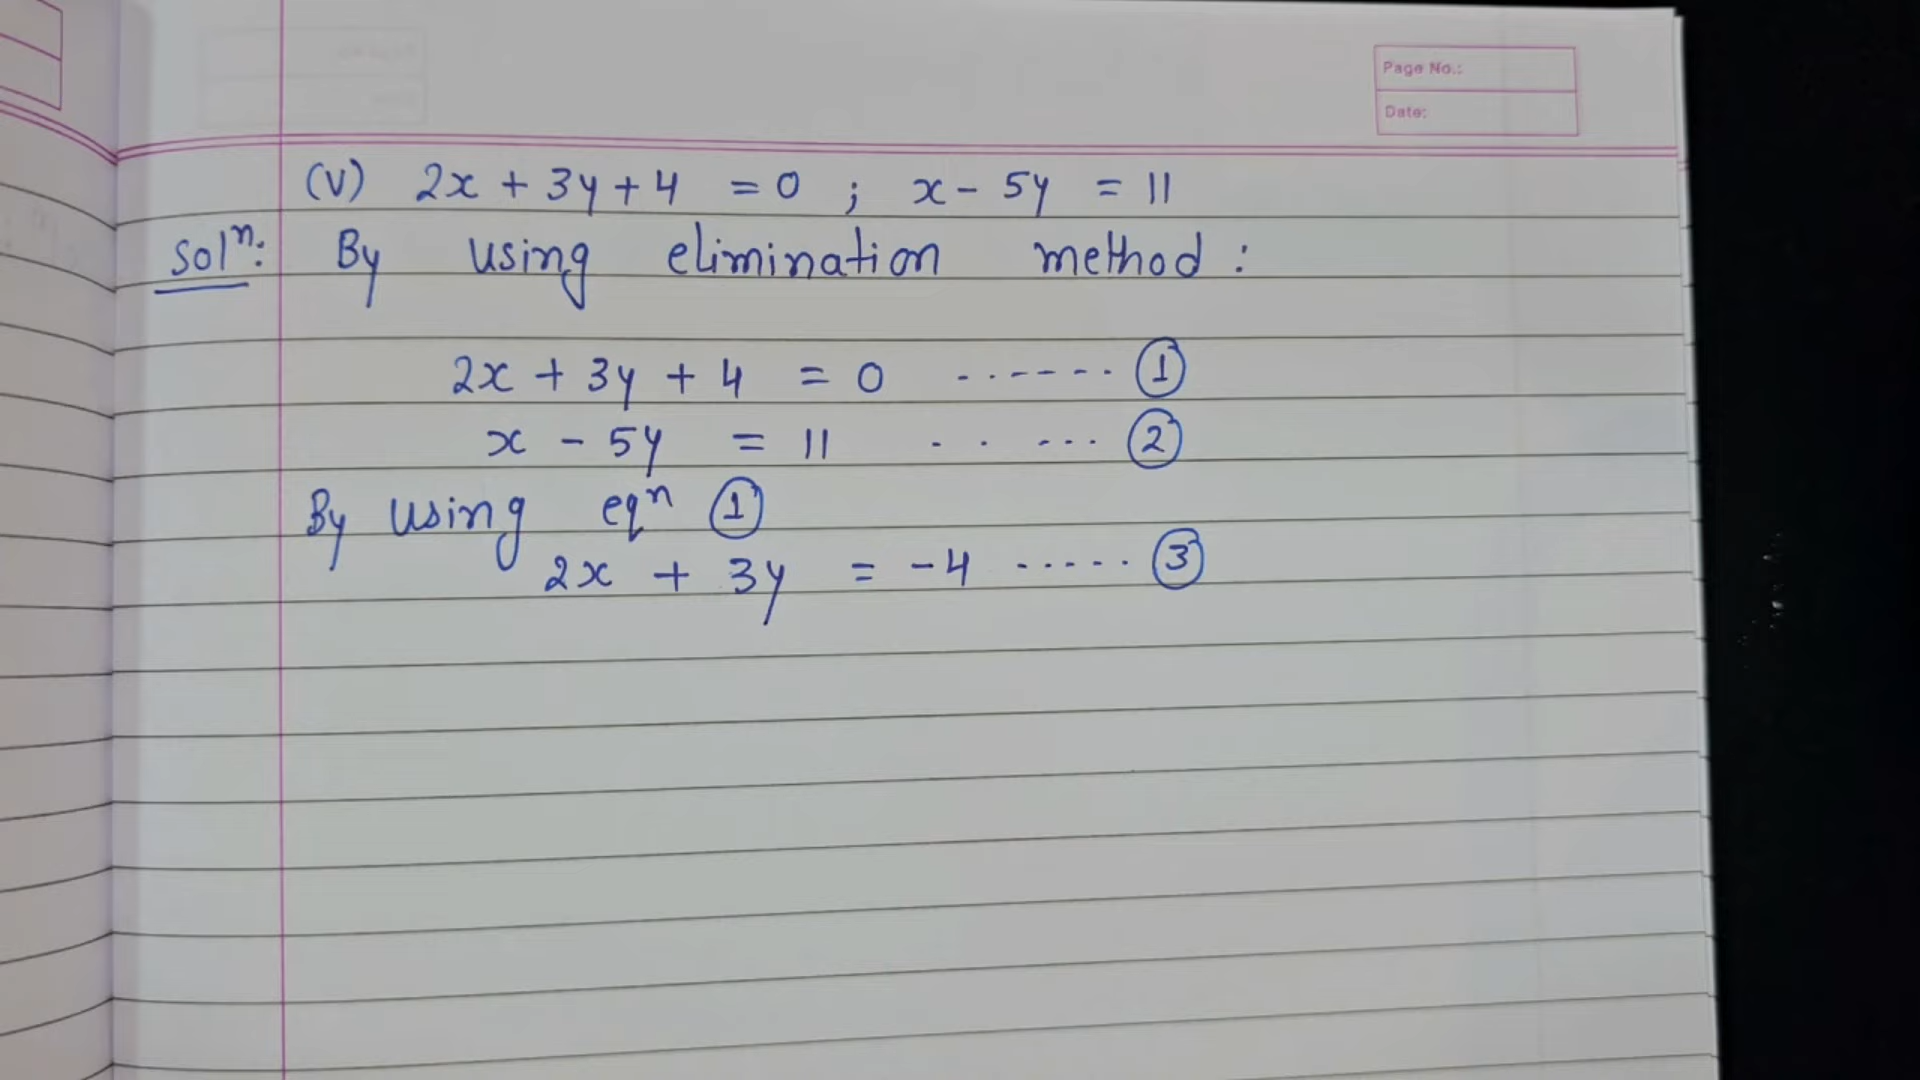 Page No.:
Date:
(V) 2x + 3y + 4 = 0 ; x - 5y = 11
Solⁿ: By using elimination method :
2x + 3y + 4 = 0 ------- ①
x - 5y = 11 . . ... ②
By using eqⁿ ①
2x + 3y = -4 ..... ③